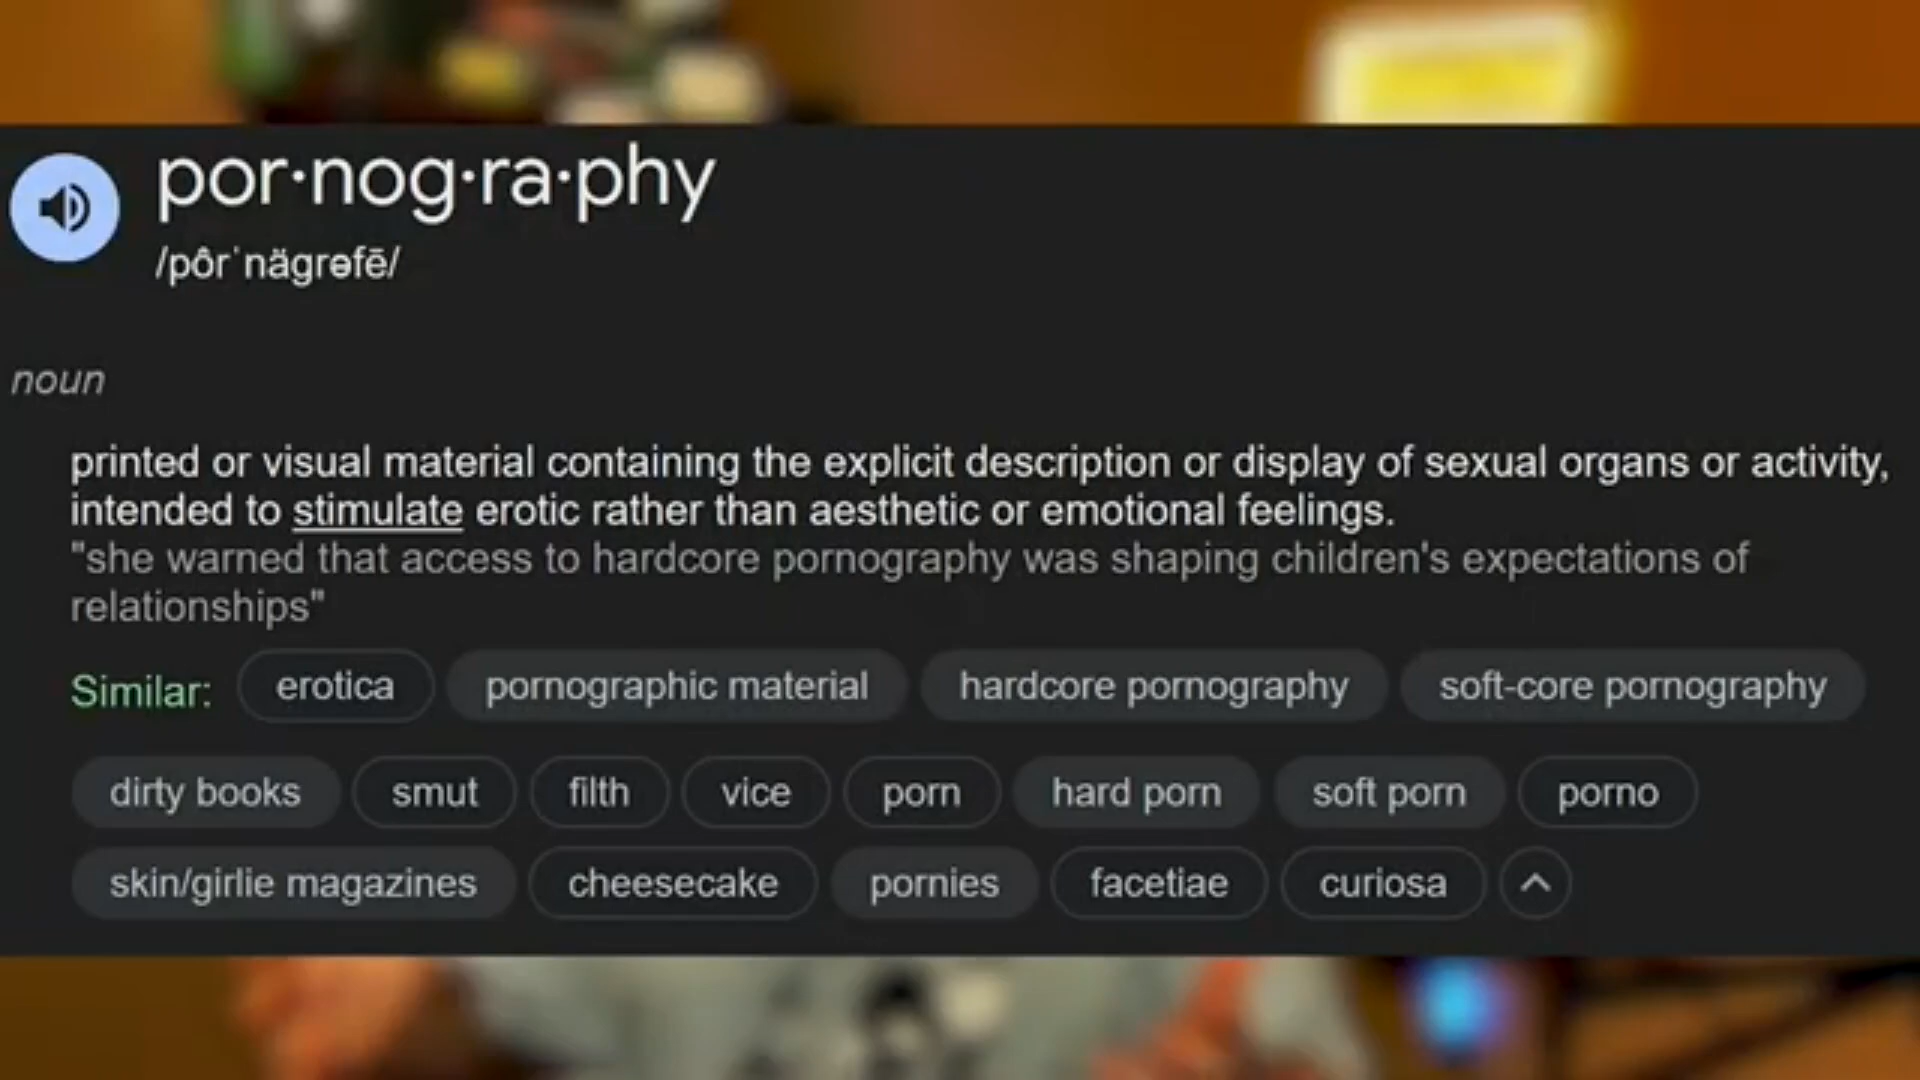 por·nog·ra·phy
/pôrˈnäɡrəfē/
noun
printed or visual material containing the explicit description or display of sexual organs or activity,
intended to stimulate erotic rather than aesthetic or emotional feelings.
"she warned that access to hardcore pornography was shaping children's expectations of
relationships"
Similar: erotica pornographic material hardcore pornography soft-core pornography
dirty books smut filth vice porn hard porn soft porn porno
skin/girlie magazines cheesecake pornies facetiae curiosa